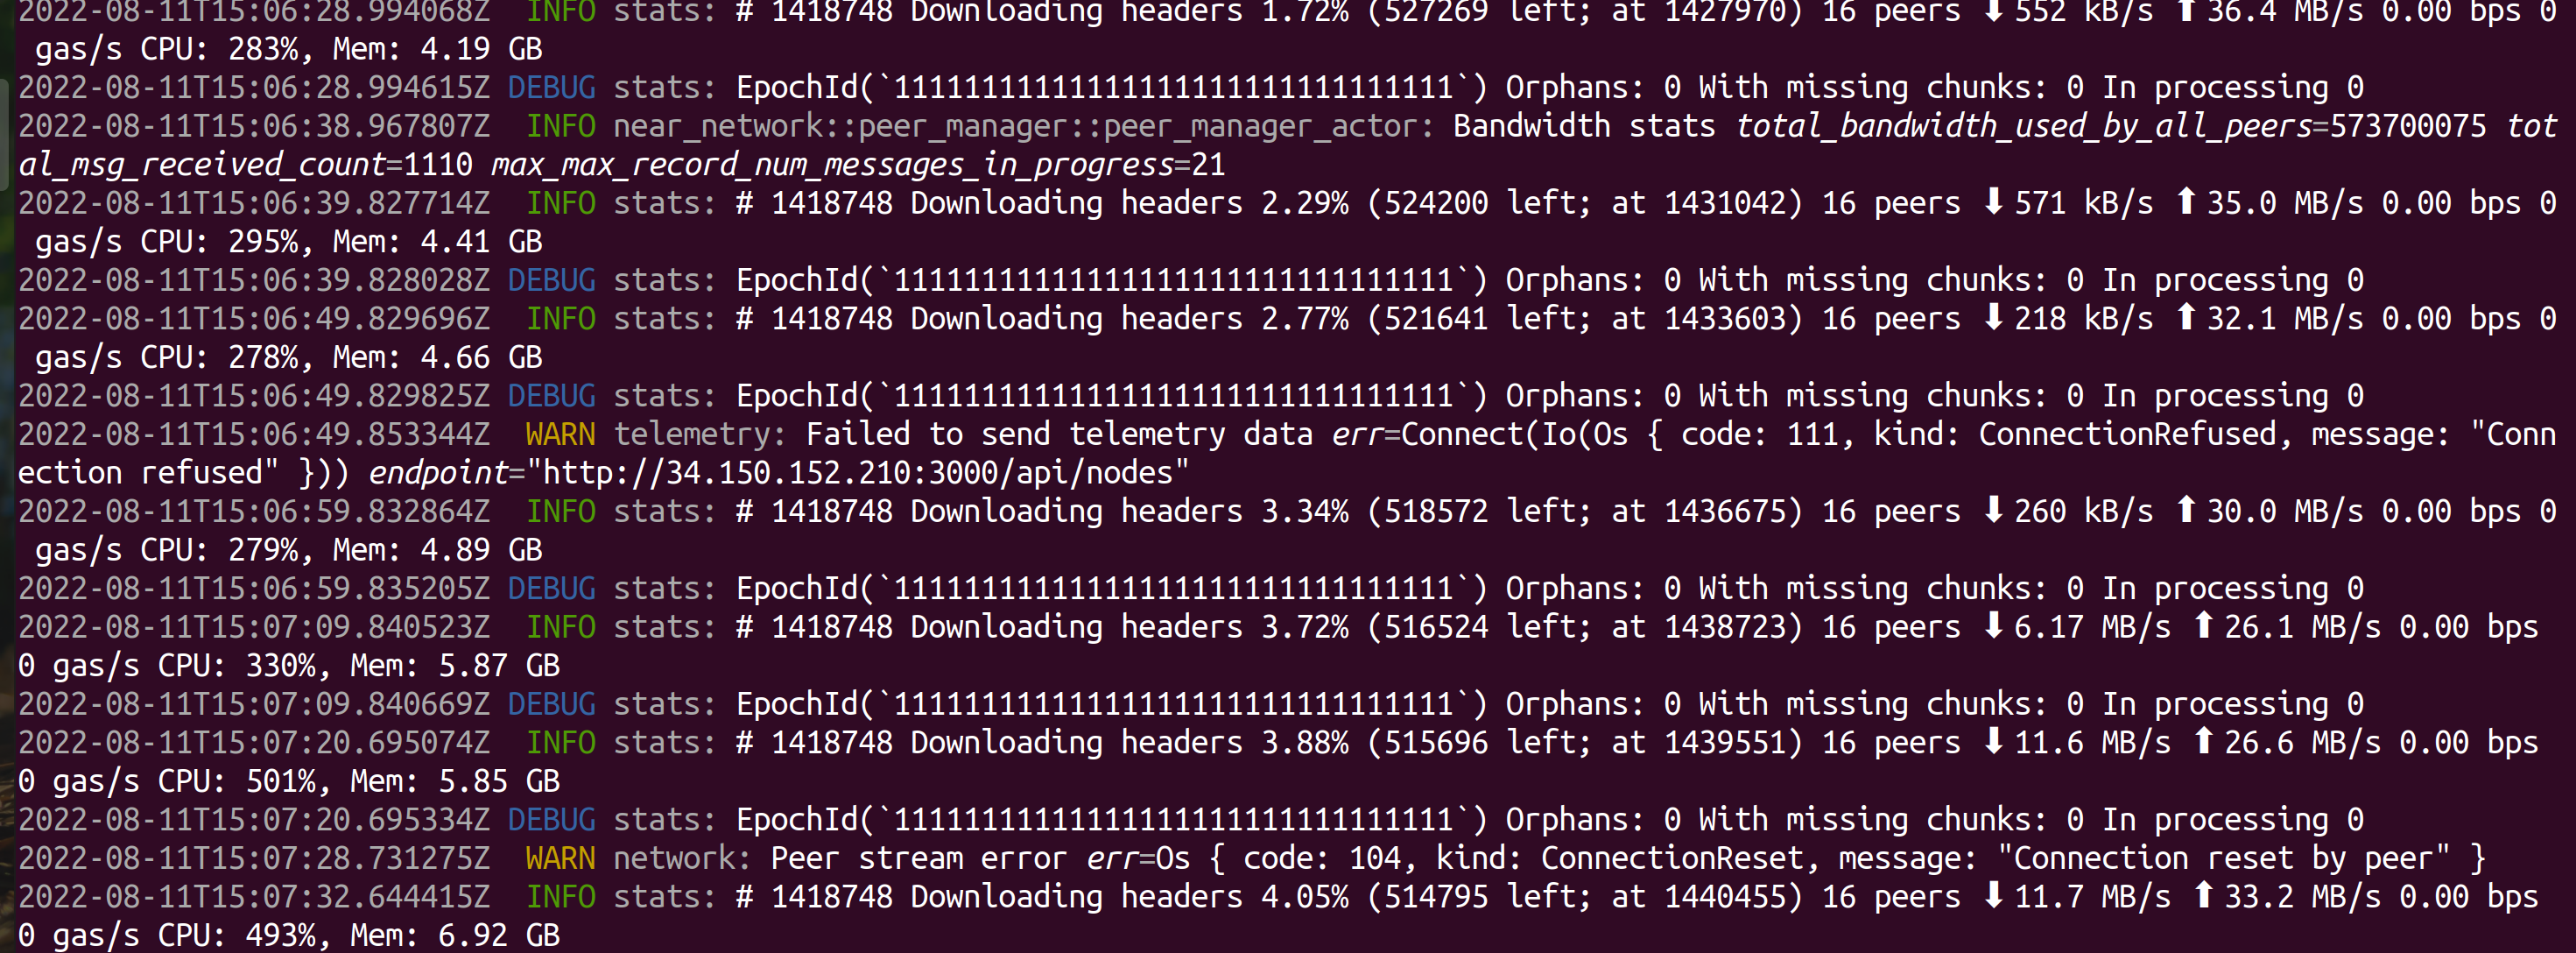 2022-08-11T15:06:28.994068Z  INFO stats: # 1418748 Downloading headers 1.72% (527269 left; at 1427970) 16 peers ⬇ 552 kB/s ⬆ 36.4 MB/s 0.00 bps 0
 gas/s CPU: 283%, Mem: 4.19 GB
2022-08-11T15:06:28.994615Z DEBUG stats: EpochId(`11111111111111111111111111111111`) Orphans: 0 With missing chunks: 0 In processing 0
2022-08-11T15:06:38.967807Z  INFO near_network::peer_manager::peer_manager_actor: Bandwidth stats total_bandwidth_used_by_all_peers=573700075 tot
al_msg_received_count=1110 max_max_record_num_messages_in_progress=21
2022-08-11T15:06:39.827714Z  INFO stats: # 1418748 Downloading headers 2.29% (524200 left; at 1431042) 16 peers ⬇ 571 kB/s ⬆ 35.0 MB/s 0.00 bps 0
 gas/s CPU: 295%, Mem: 4.41 GB
2022-08-11T15:06:39.828028Z DEBUG stats: EpochId(`11111111111111111111111111111111`) Orphans: 0 With missing chunks: 0 In processing 0
2022-08-11T15:06:49.829696Z  INFO stats: # 1418748 Downloading headers 2.77% (521641 left; at 1433603) 16 peers ⬇ 218 kB/s ⬆ 32.1 MB/s 0.00 bps 0
 gas/s CPU: 278%, Mem: 4.66 GB
2022-08-11T15:06:49.829825Z DEBUG stats: EpochId(`11111111111111111111111111111111`) Orphans: 0 With missing chunks: 0 In processing 0
2022-08-11T15:06:49.853344Z  WARN telemetry: Failed to send telemetry data err=Connect(Io(Os { code: 111, kind: ConnectionRefused, message: "Conn
ection refused" })) endpoint="http://34.150.152.210:3000/api/nodes"
2022-08-11T15:06:59.832864Z  INFO stats: # 1418748 Downloading headers 3.34% (518572 left; at 1436675) 16 peers ⬇ 260 kB/s ⬆ 30.0 MB/s 0.00 bps 0
 gas/s CPU: 279%, Mem: 4.89 GB
2022-08-11T15:06:59.835205Z DEBUG stats: EpochId(`11111111111111111111111111111111`) Orphans: 0 With missing chunks: 0 In processing 0
2022-08-11T15:07:09.840523Z  INFO stats: # 1418748 Downloading headers 3.72% (516524 left; at 1438723) 16 peers ⬇ 6.17 MB/s ⬆ 26.1 MB/s 0.00 bps
0 gas/s CPU: 330%, Mem: 5.87 GB
2022-08-11T15:07:09.840669Z DEBUG stats: EpochId(`11111111111111111111111111111111`) Orphans: 0 With missing chunks: 0 In processing 0
2022-08-11T15:07:20.695074Z  INFO stats: # 1418748 Downloading headers 3.88% (515696 left; at 1439551) 16 peers ⬇ 11.6 MB/s ⬆ 26.6 MB/s 0.00 bps
0 gas/s CPU: 501%, Mem: 5.85 GB
2022-08-11T15:07:20.695334Z DEBUG stats: EpochId(`11111111111111111111111111111111`) Orphans: 0 With missing chunks: 0 In processing 0
2022-08-11T15:07:28.731275Z  WARN network: Peer stream error err=Os { code: 104, kind: ConnectionReset, message: "Connection reset by peer" }
2022-08-11T15:07:32.644415Z  INFO stats: # 1418748 Downloading headers 4.05% (514795 left; at 1440455) 16 peers ⬇ 11.7 MB/s ⬆ 33.2 MB/s 0.00 bps
0 gas/s CPU: 493%, Mem: 6.92 GB